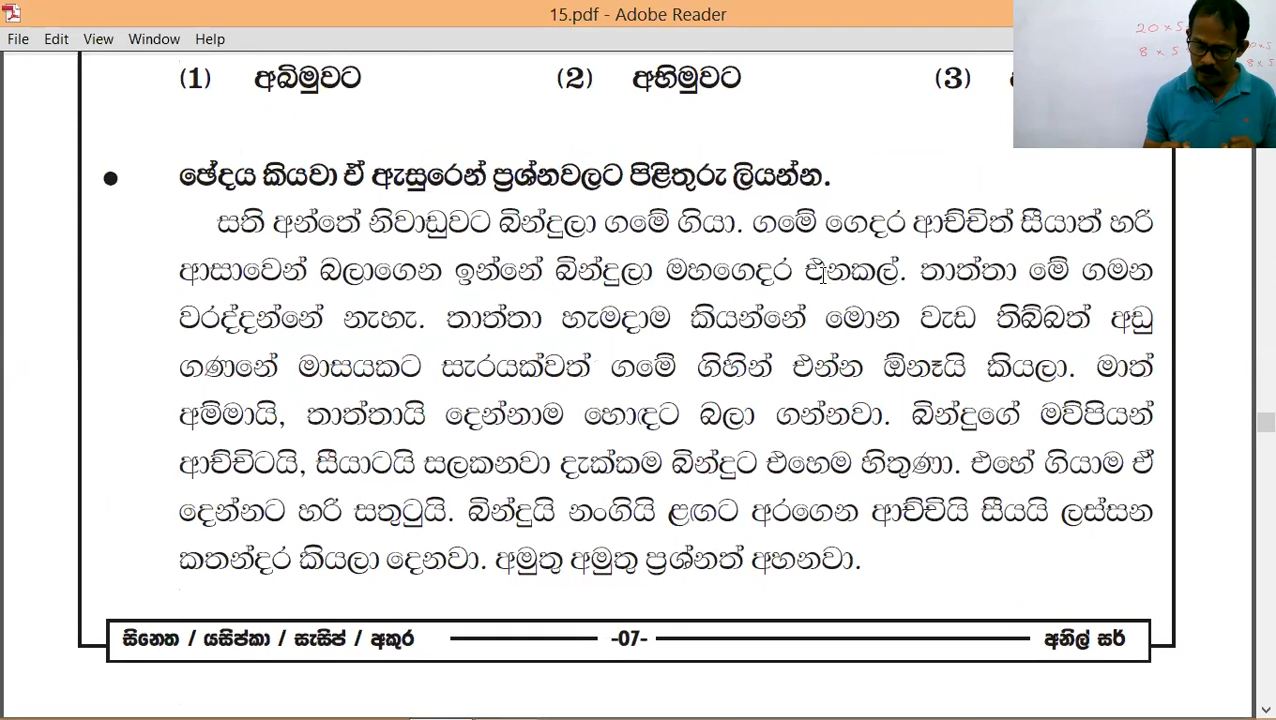 15.pdf - Adobe Reader
File Edit View Window Help
20 x 5
8 x 5
(1) අබිමුවට (2) අභිමුවට (3)
● ඡේදය කියවා ඒ ඇසුරෙන් ප්‍රශ්නවලට පිළිතුරු ලියන්න.
සති අන්තේ නිවාඩුවට බින්දුලා ගමේ ගියා. ගමේ ගෙදර ආච්චිත් සීයාත් හරි
ආසාවෙන් බලාගෙන ඉන්නේ බින්දුලා මහගෙදර එනකල්. තාත්තා මේ ගමන
වරද්දන්නේ නැහැ. තාත්තා හැමදාම කියන්නේ මොන වැඩ තිබ්බත් අඩු
ගණනේ මාසයකට සැරයක්වත් ගමේ ගිහින් එන්න ඕනෑයි කියලා. මාත්
අම්මායි, තාත්තායි දෙන්නාම හොඳට බලා ගන්නවා. බින්දුගේ මව්පියන්
ආච්චිටයි, සීයාටයි සලකනවා දැක්කම බින්දුට එහෙම හිතුණා. එහේ ගියාම ඒ
දෙන්නට හරි සතුටුයි. බින්දුයි නංගියි ළඟට අරගෙන ආච්චියි සීයයි ලස්සන
කතන්දර කියලා දෙනවා. අමුතු අමුතු ප්‍රශ්නත් අහනවා.
සිනෙත / යසිප්කා / සැසිප් / අකුර -07- අනිල් සර්